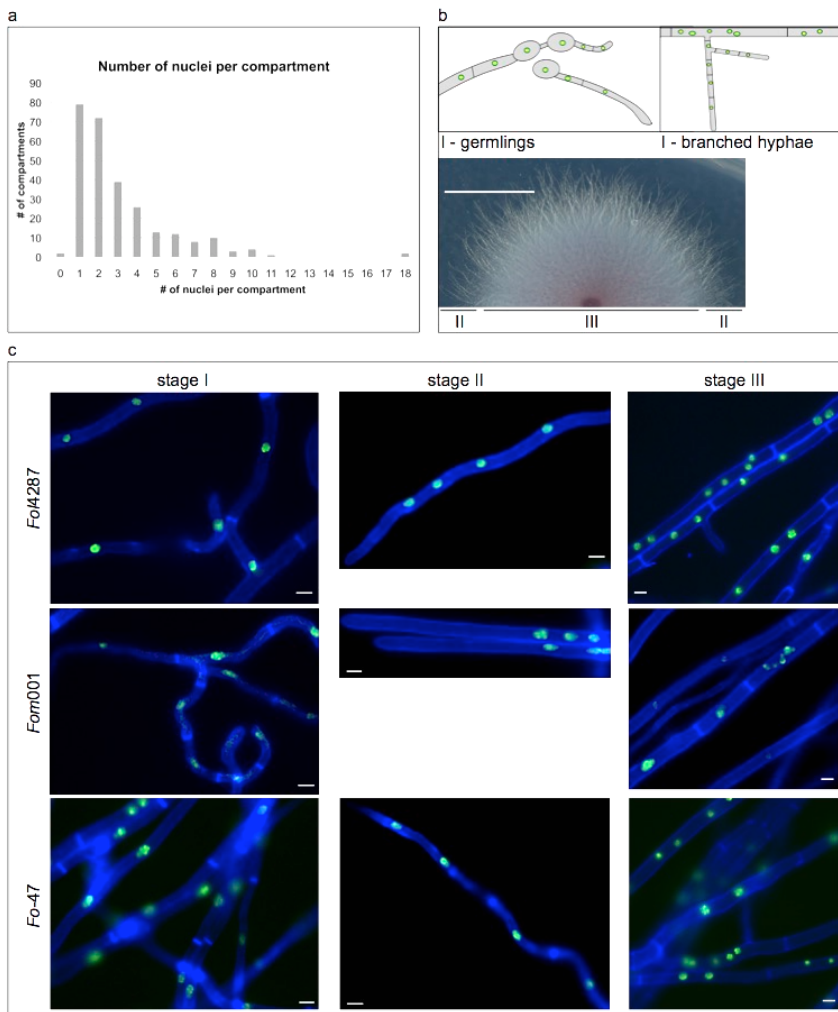 a
Number of nuclei per compartment
# of compartments
90
80
70
60
50
40
30
20
10
0
0 1 2 3 4 5 6 7 8 9 10 11 12 13 14 15 16 17 18
# of nuclei per compartment
b
I - germlings
I - branched hyphae
II III II
c
stage I stage II stage III
Fol4287
Fom001
Fo-47